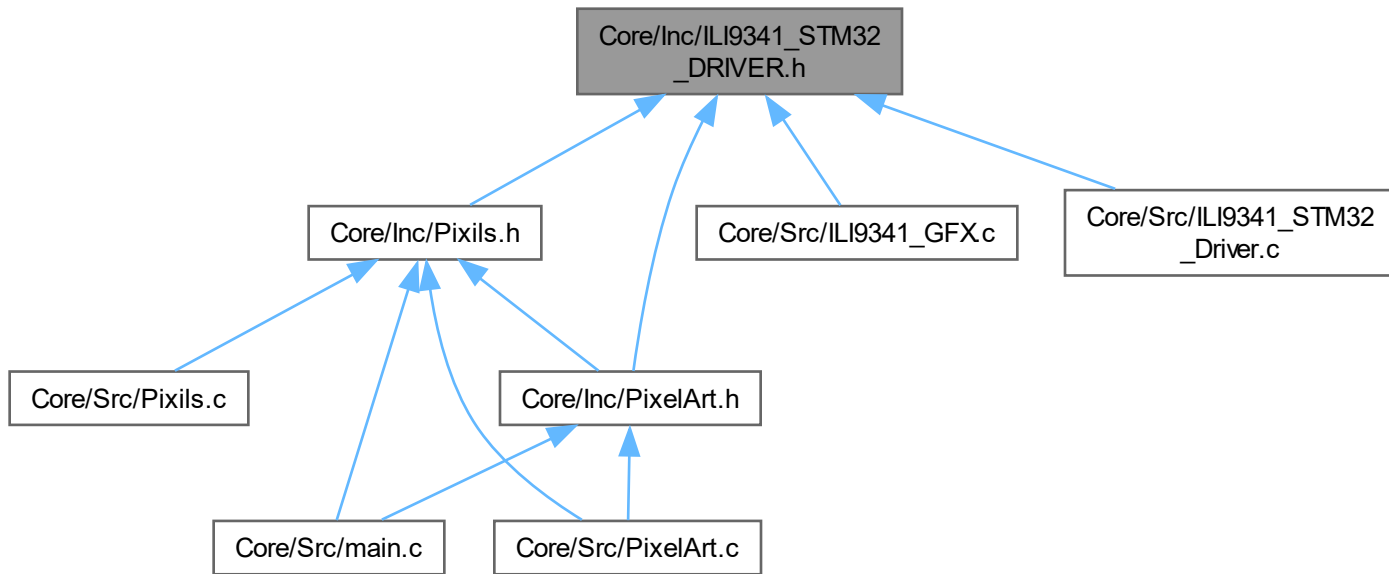 Core/Inc/ILI9341_STM32
_DRIVER.h
Core/Inc/Pixils.h
Core/Src/ILI9341_GFX.c
Core/Src/ILI9341_STM32
_Driver.c
Core/Src/Pixils.c
Core/Inc/PixelArt.h
Core/Src/main.c
Core/Src/PixelArt.c